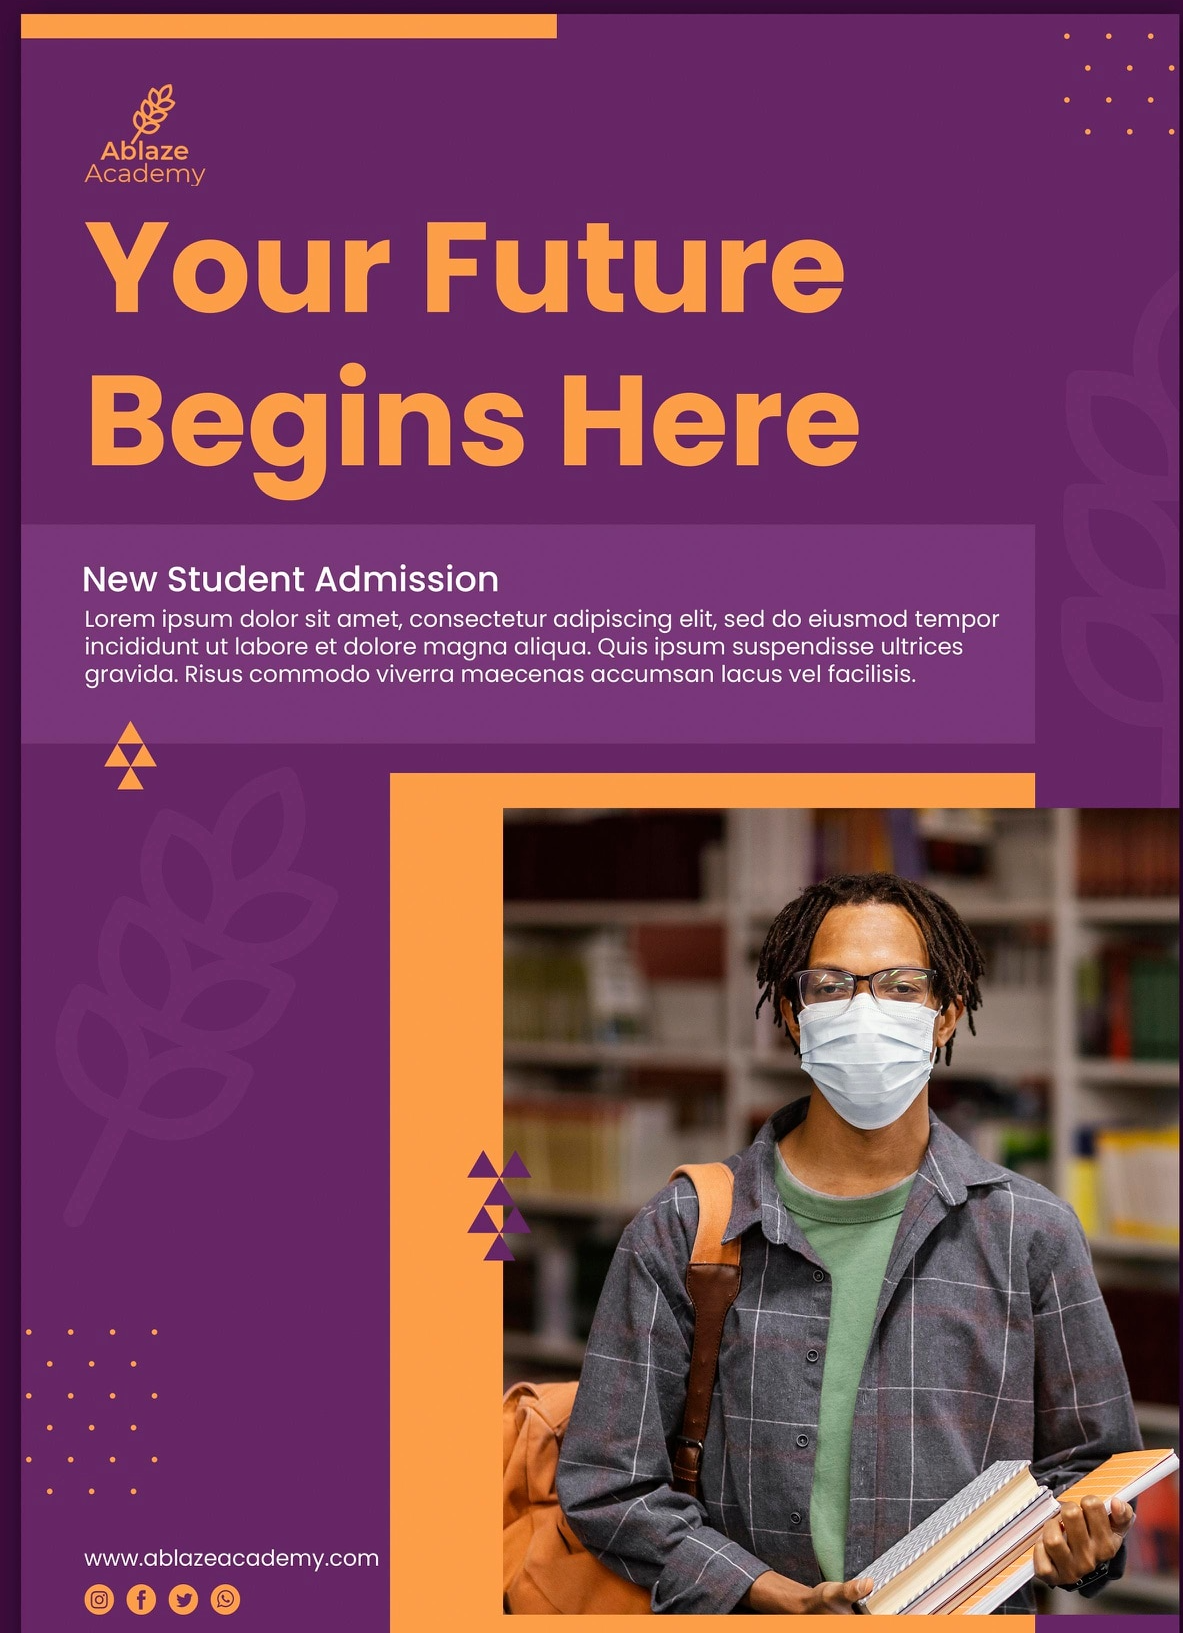 Ablaze
Academy
Your Future
Begins Here
New Student Admission
Lorem ipsum dolor sit amet, consectetur adipiscing elit, sed do eiusmod tempor
incididunt ut labore et dolore magna aliqua. Quis ipsum suspendisse ultrices
gravida. Risus commodo viverra maecenas accumsan lacus vel facilisis.
www.ablazeacademy.com